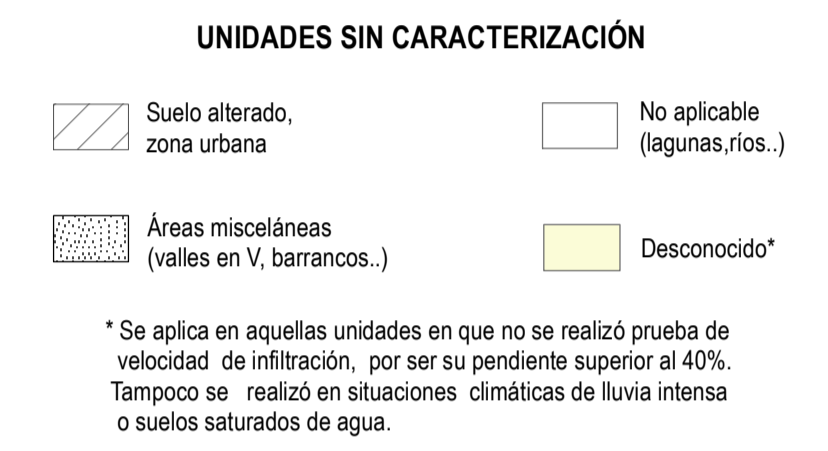 UNIDADES SIN CARACTERIZACIÓN
Suelo alterado,
zona urbana
No aplicable
(lagunas,ríos..)
Áreas misceláneas
(valles en V, barrancos..)
Desconocido*
* Se aplica en aquellas unidades en que no se realizó prueba de
velocidad de infiltración, por ser su pendiente superior al 40%.
Tampoco se realizó en situaciones climáticas de lluvia intensa
o suelos saturados de agua.